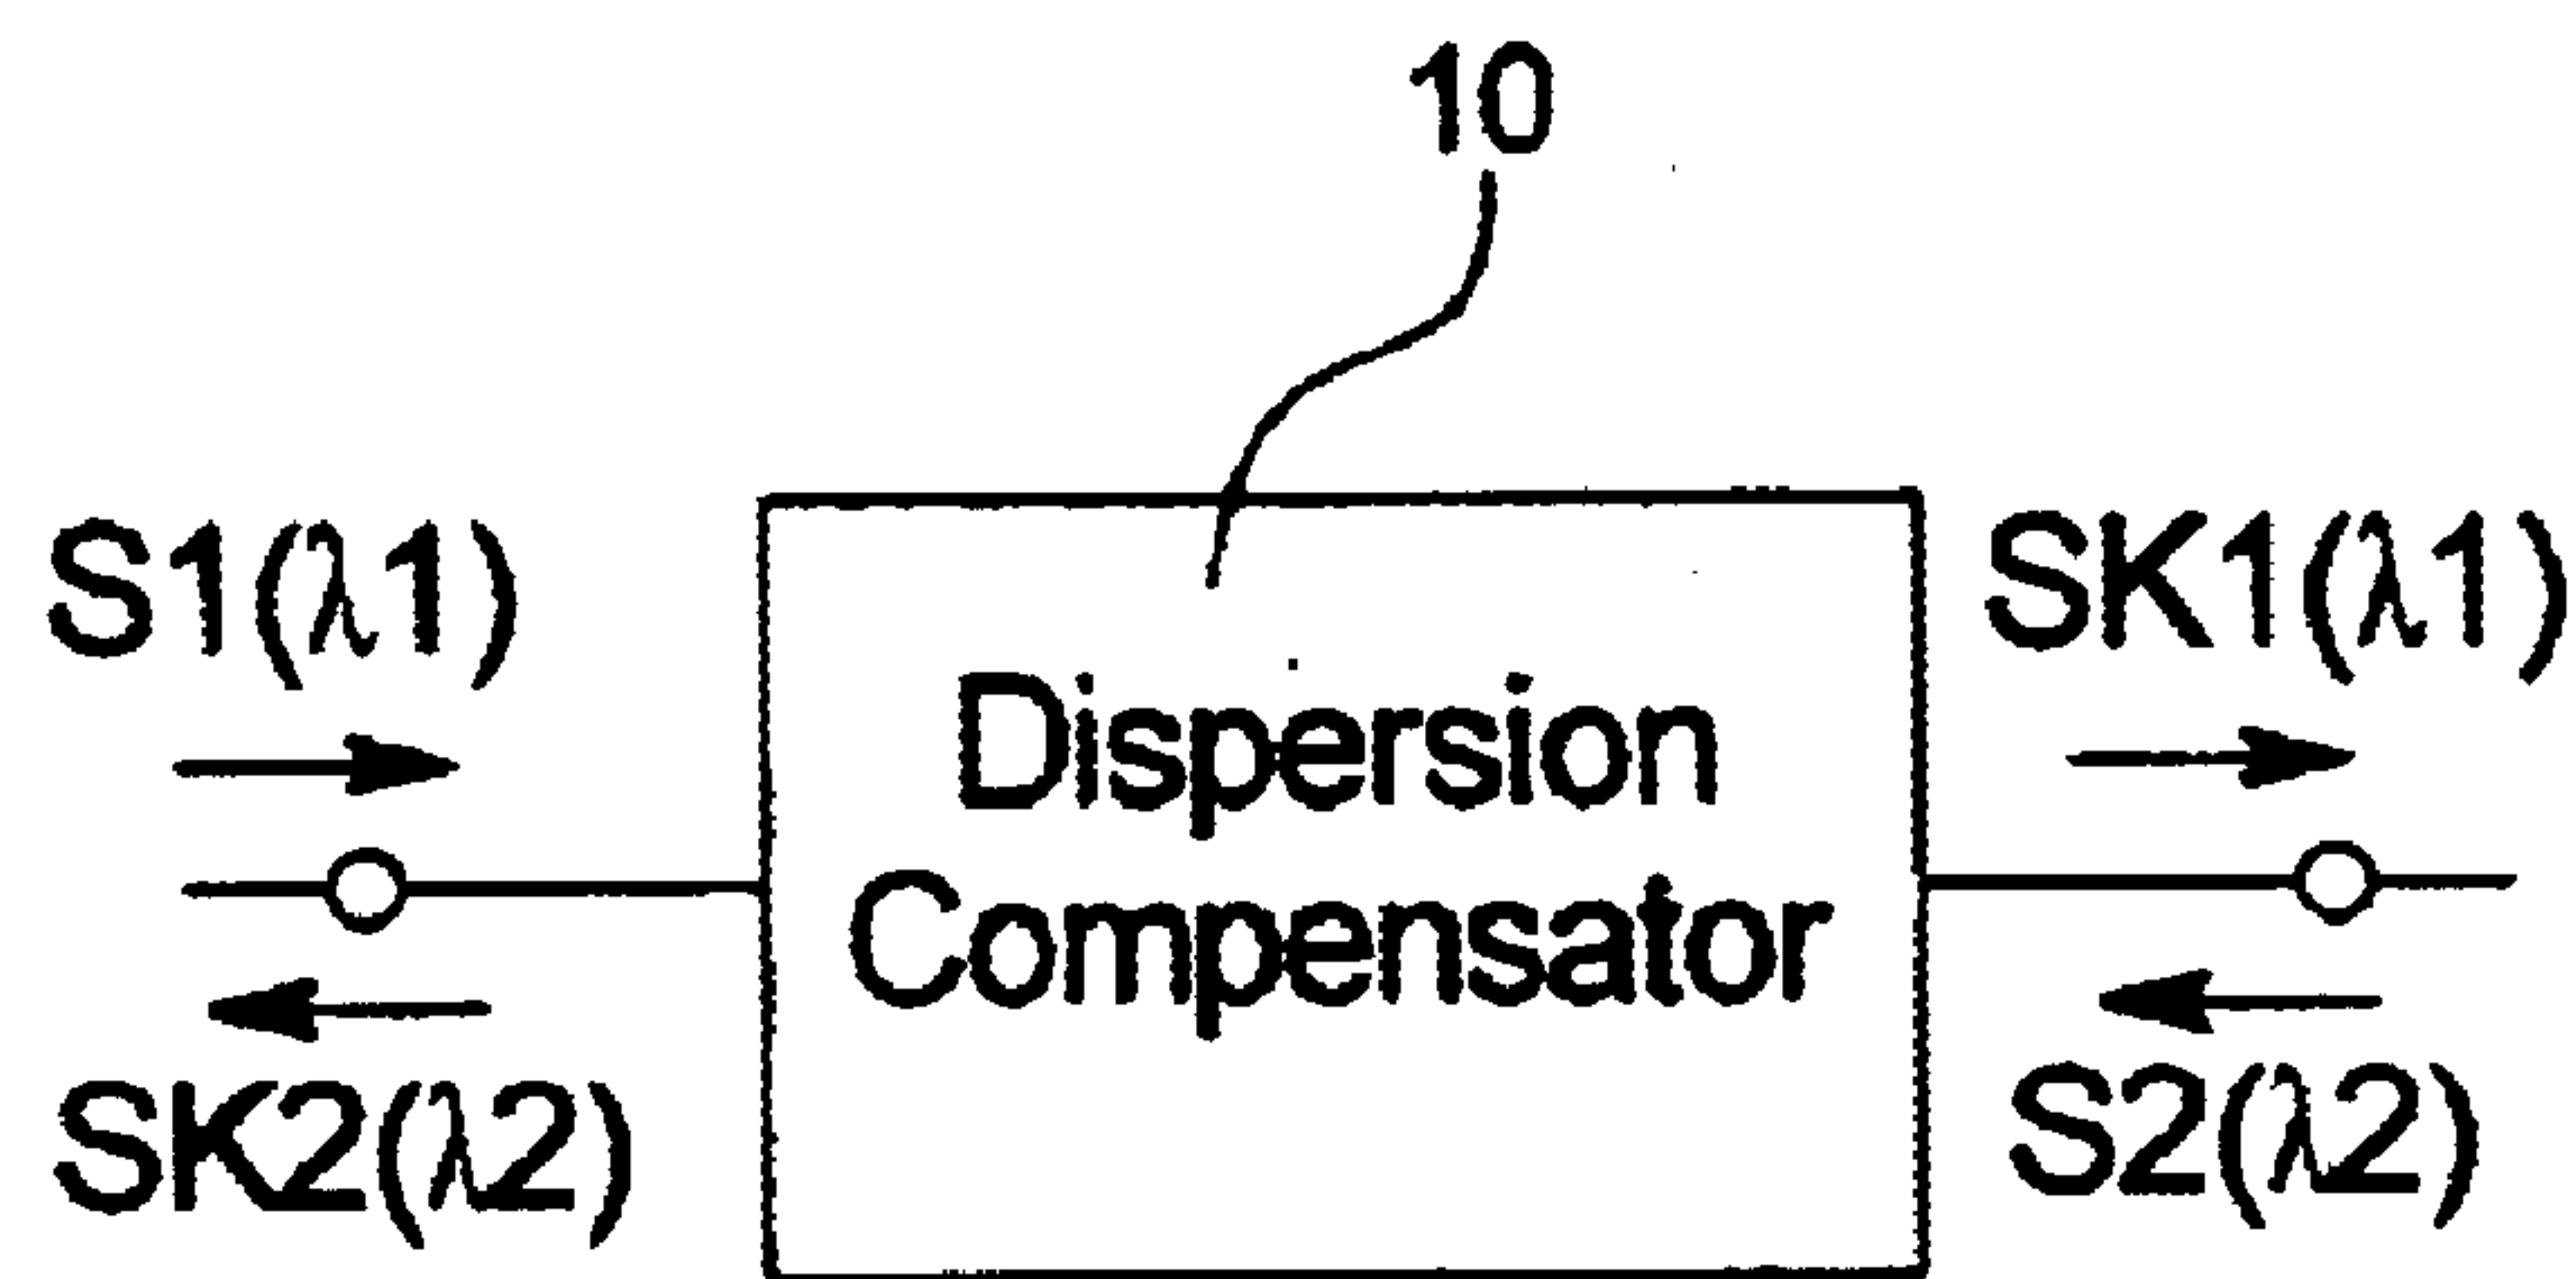 10
S1(λ1)
SK1(λ1)
Dispersion
Compensator
SK2(λ2)
S2(λ2)